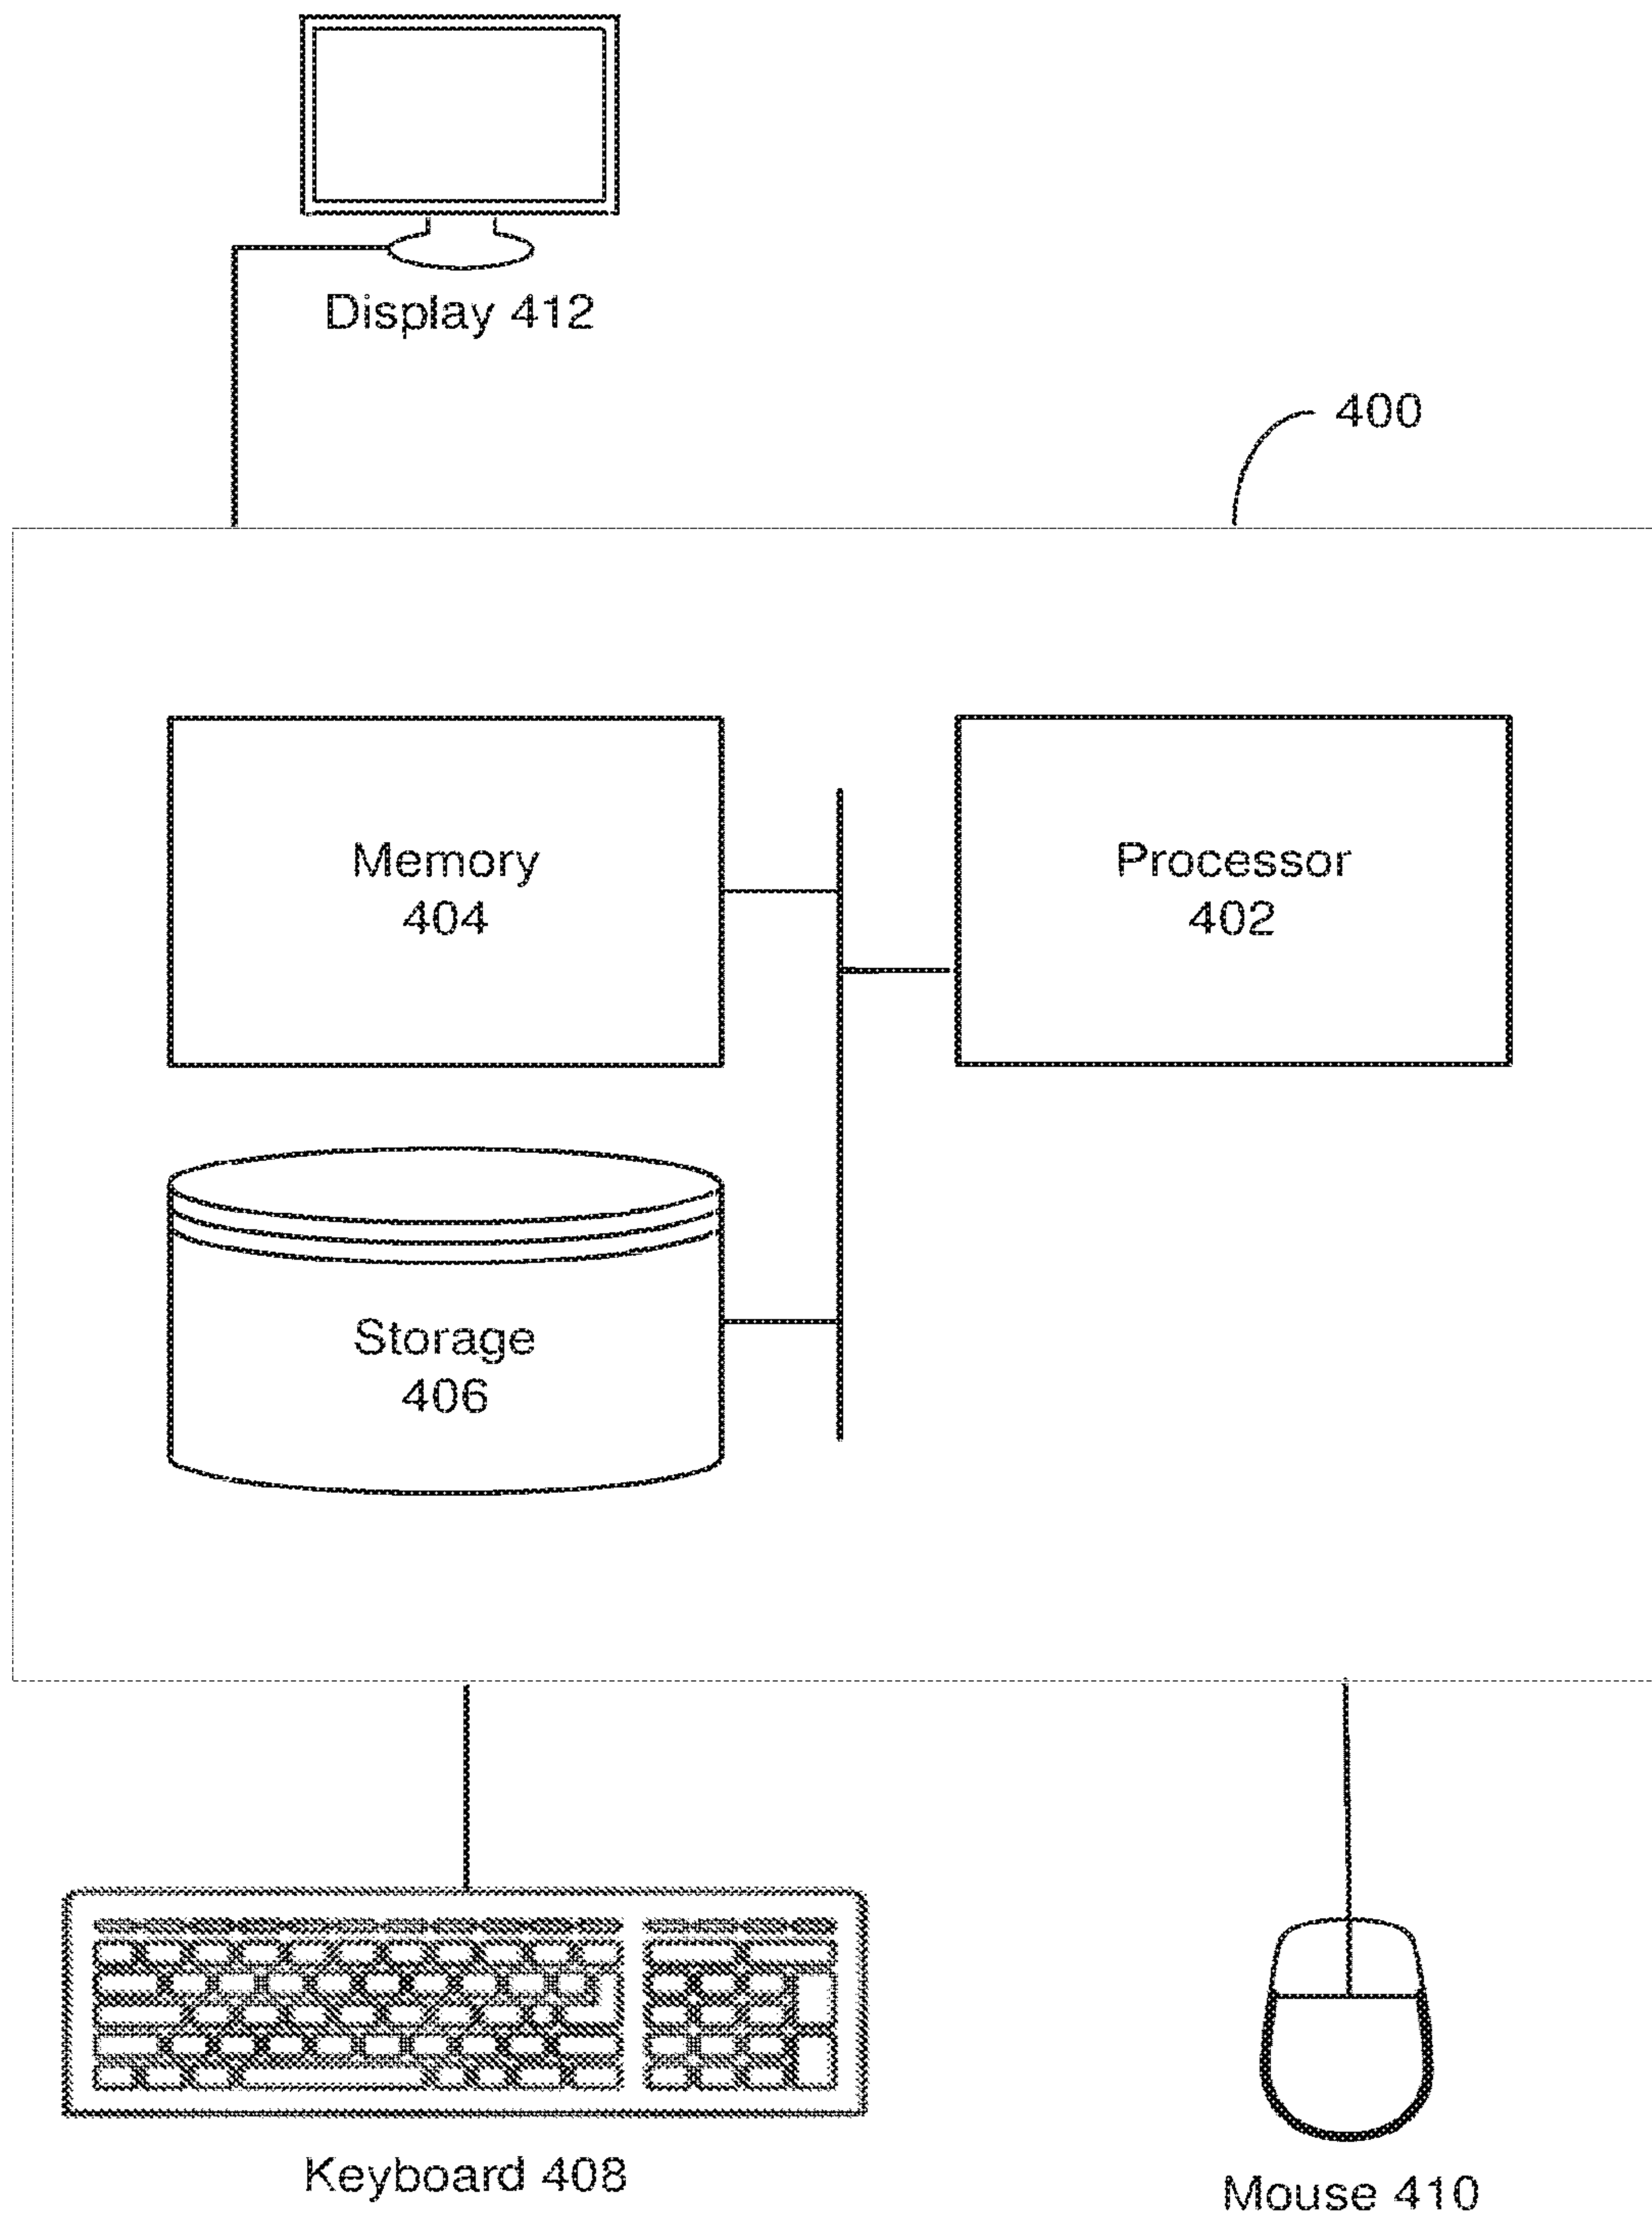 Display 412
400
Memory
404
Processor
402
Storage
406
Keyboard 408
Mouse 410